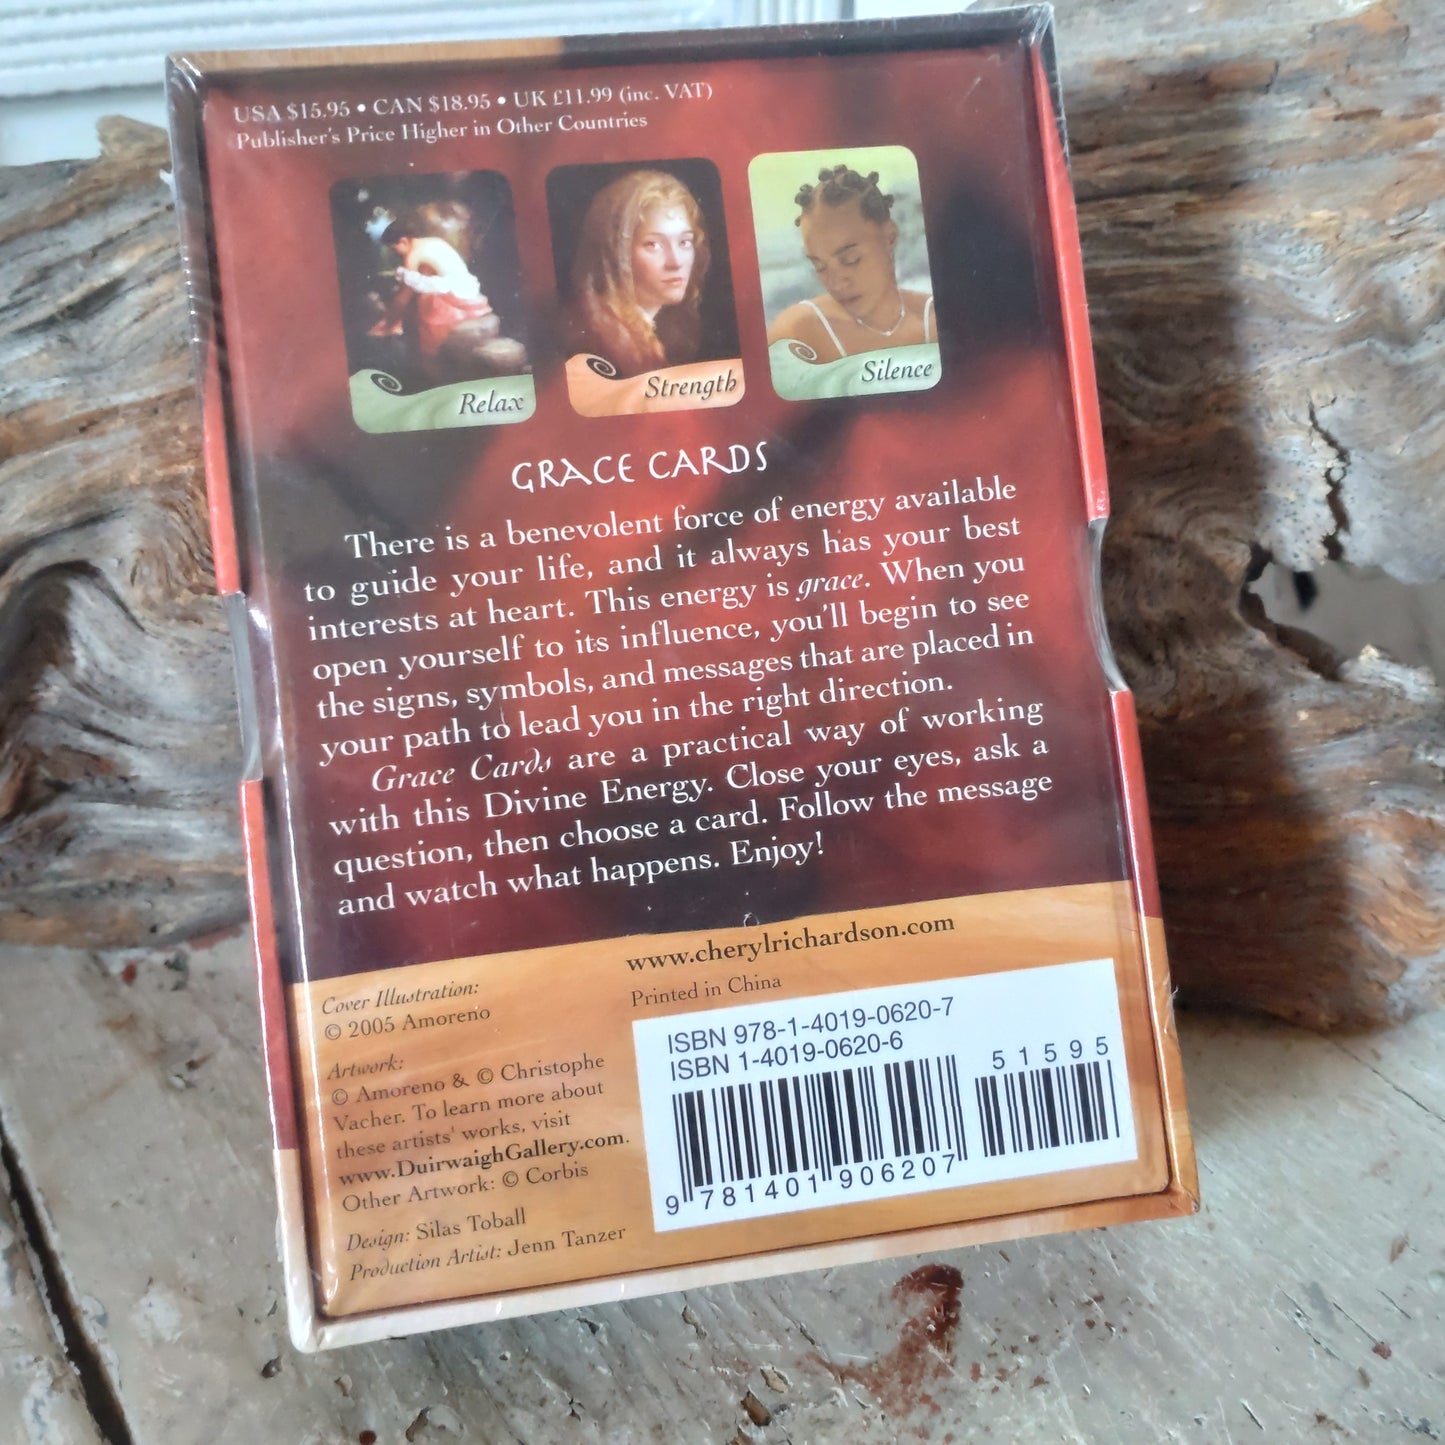 USA $15.95 • CAN $18.95 • UK £11.99 (inc. VAT)
Publisher's Price Higher in Other Countries
Relax
Strength
Silence
GRACE CARDS
There is a benevolent force of energy available
to guide your life, and it always has your best
interests at heart. This energy is grace. When you
open yourself to its influence, you'll begin to see
the signs, symbols, and messages that are placed in
your path to lead you in the right direction.
Grace Cards are a practical way of working
with this Divine Energy. Close your eyes, ask a
question, then choose a card. Follow the message
and watch what happens. Enjoy!
www.cherylrichardson.com
Printed in China
Cover Illustration:
© 2005 Amoreno
Artwork:
© Amoreno & © Christophe
Vacher. To learn more about
these artists' works, visit
www.DuirwaighGallery.com.
Other Artwork: © Corbis
Design: Silas Toball
Production Artist: Jenn Tanzer
ISBN 978-1-4019-0620-7
ISBN 1-4019-0620-6
51595
9 781401 906207